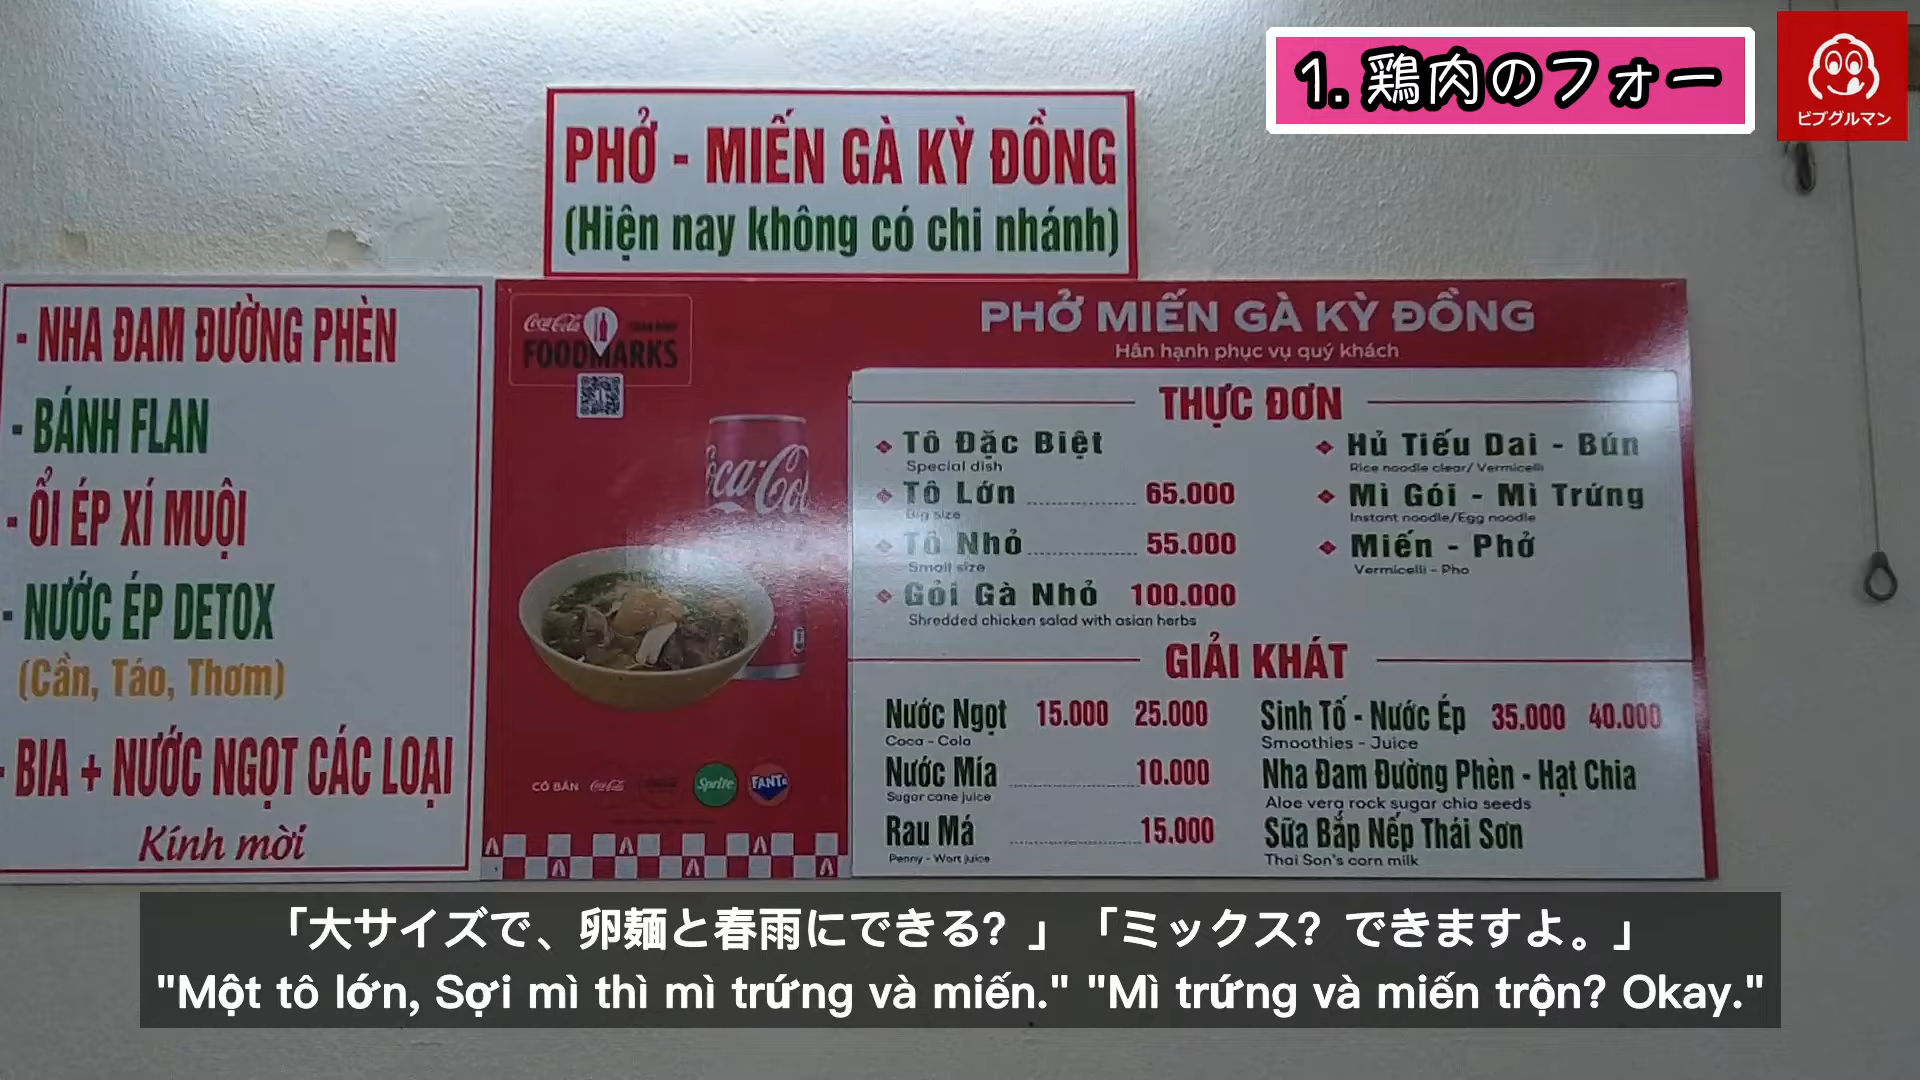 1. 鶏肉のフォー
ビブグルマン
PHỞ - MIẾN GÀ KỲ ĐỒNG
(Hiện nay không có chi nhánh)
- NHA ĐAM ĐƯỜNG PHÈN
- BÁNH FLAN
- ỔI ÉP XÍ MUỘI
- NƯỚC ÉP DETOX
(Cần, Táo, Thơm)
- BIA + NƯỚC NGỌT CÁC LOẠI
Kính mời
Coca-Cola
FOODMARKS
Coca-Col
CÓ BÁN Coca-Cola Sprite FANTA
PHỞ MIẾN GÀ KỲ ĐỒNG
Hân hạnh phục vụ quý khách
THỰC ĐƠN
Tô Đặc Biệt
Special dish
Tô Lớn 65.000
Big size
Tô Nhỏ 55.000
Small size
Gỏi Gà Nhỏ 100.000
Shredded chicken salad with asian herbs
Hủ Tiếu Dai - Bún
Rice noodle clear/ Vermicelli
Mì Gói - Mì Trứng
Instant noodle/Egg noodle
Miến - Phở
Vermicelli - Pho
GIẢI KHÁT
Nước Ngọt 15.000 25.000
Coca - Cola
Nước Mía 10.000
Sugar cane juice
Rau Má 15.000
Penny - Wort juice
Sinh Tố - Nước Ép 35.000 40.000
Smoothies - Juice
Nha Đam Đường Phèn - Hạt Chia
Aloe vera rock sugar chia seeds
Sữa Bắp Nếp Thái Sơn
Thai Son's corn milk
「大サイズで、卵麺と春雨にできる？」「ミックス？できますよ。」
"Một tô lớn, Sợi mì thì mì trứng và miến." "Mì trứng và miến trộn? Okay."